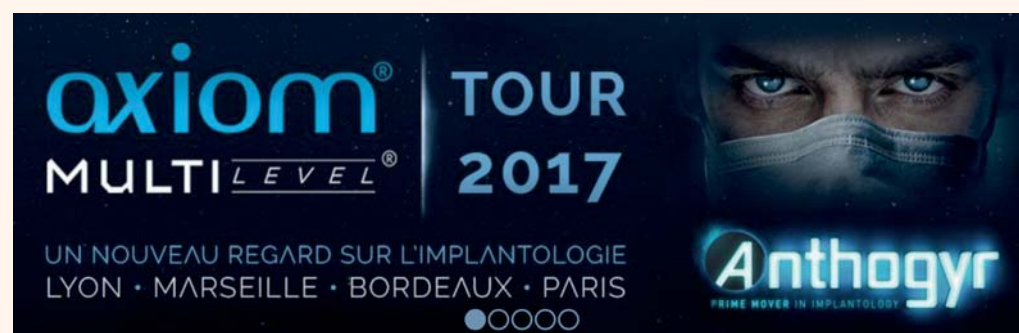 axiom®
MULTI LEVEL®
TOUR
2017
UN NOUVEAU REGARD SUR L'IMPLANTOLOGIE
LYON • MARSEILLE • BORDEAUX • PARIS
Anthogyr
PRIME MOVER IN IMPLANTOLOGY